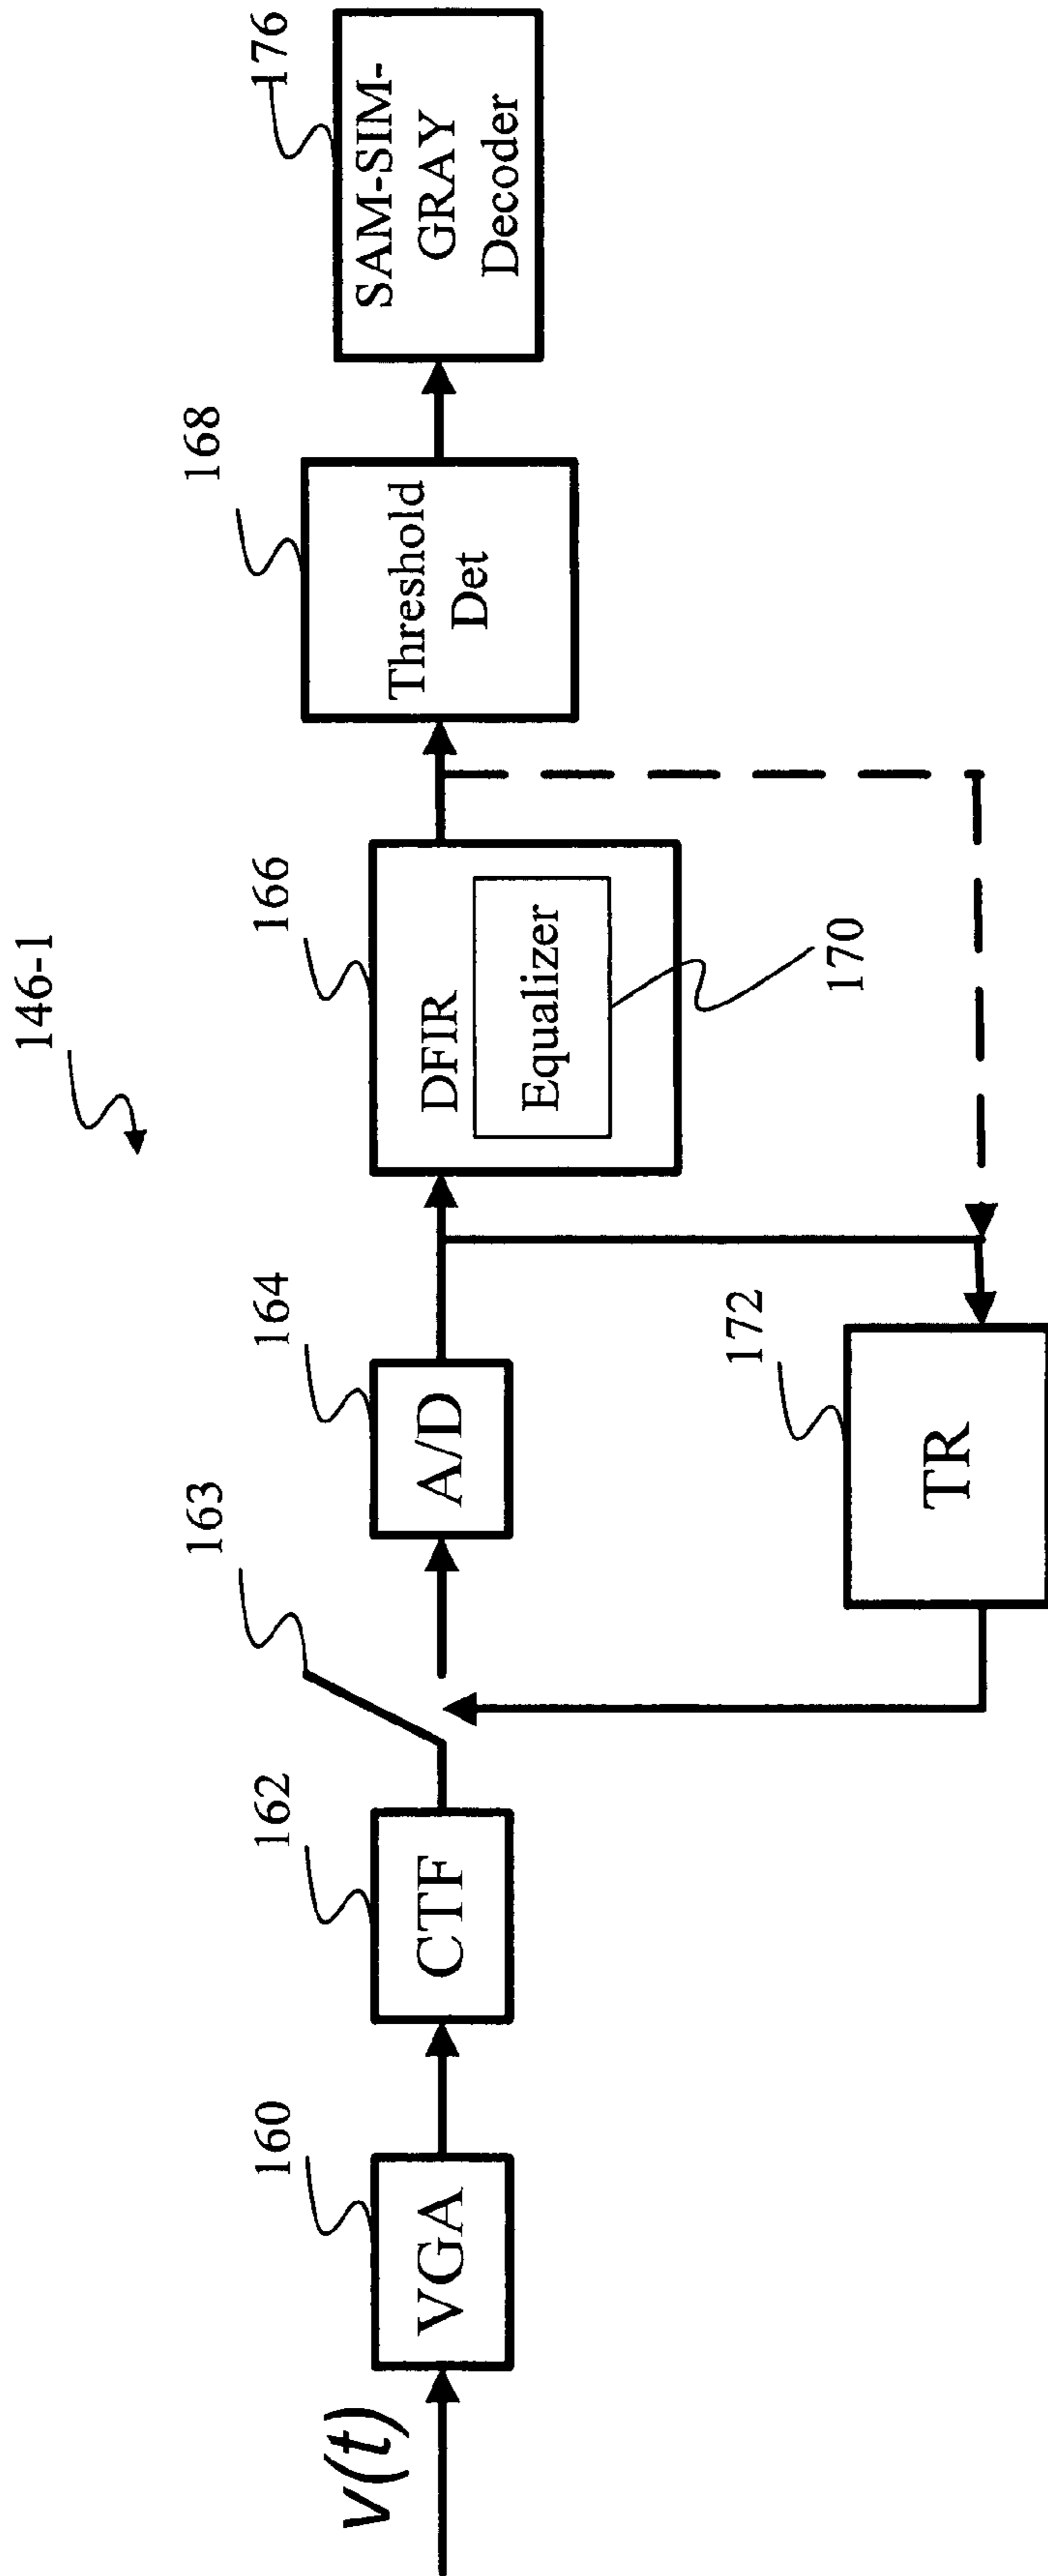 146-1
v(t)
160
VGA
162
CTF
163
164
A/D
166
DFIR
Equalizer
170
168
Threshold
Det
176
SAM-SIM-
GRAY
Decoder
172
TR